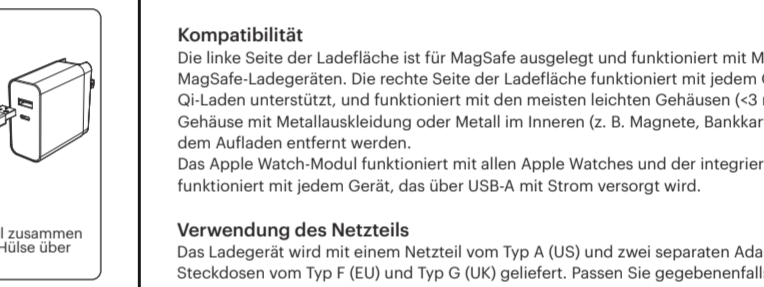 Kompatibilität
Die linke Seite der Ladefläche ist für MagSafe ausgelegt und funktioniert mit
MagSafe-Ladegeräten. Die rechte Seite der Ladefläche funktioniert mit jedem
Qi-Laden unterstützt, und funktioniert mit den meisten leichten Gehäusen (<3
Gehäuse mit Metallauskleidung oder Metall im Inneren (z. B. Magnete,
dem Aufladen entfernt werden.
Das Apple Watch-Modul funktioniert mit allen Apple Watches und der
funktioniert mit jedem Gerät, das über USB-A mit Strom versorgt wird.
zusammen
Hülse über
Verwendung des Netzteils
Das Ladegerät wird mit einem Netzteil vom Typ A (US) und zwei separaten
Steckdosen vom Typ F (EU) und Typ G (UK) geliefert. Passen Sie